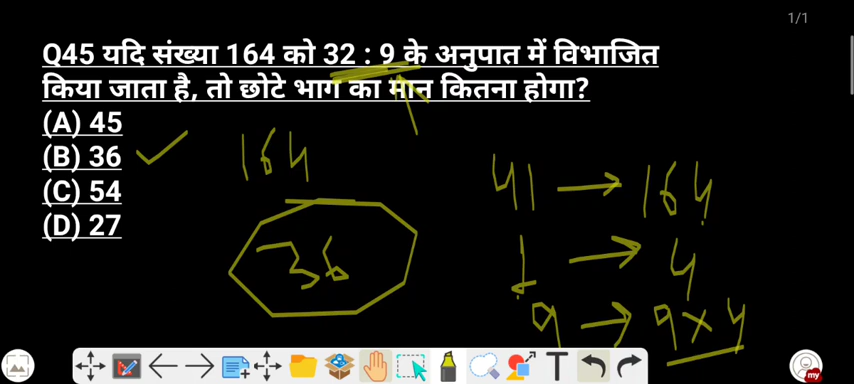 1/1
Q45 यदि संख्या 164 को 32 : 9 के अनुपात में विभाजित
किया जाता है, तो छोटे भाग का मान कितना होगा?
(A) 45
(B) 36
(C) 54
(D) 27
164
36
41 → 164
1 → 4
9 → 9 × 4
T
my